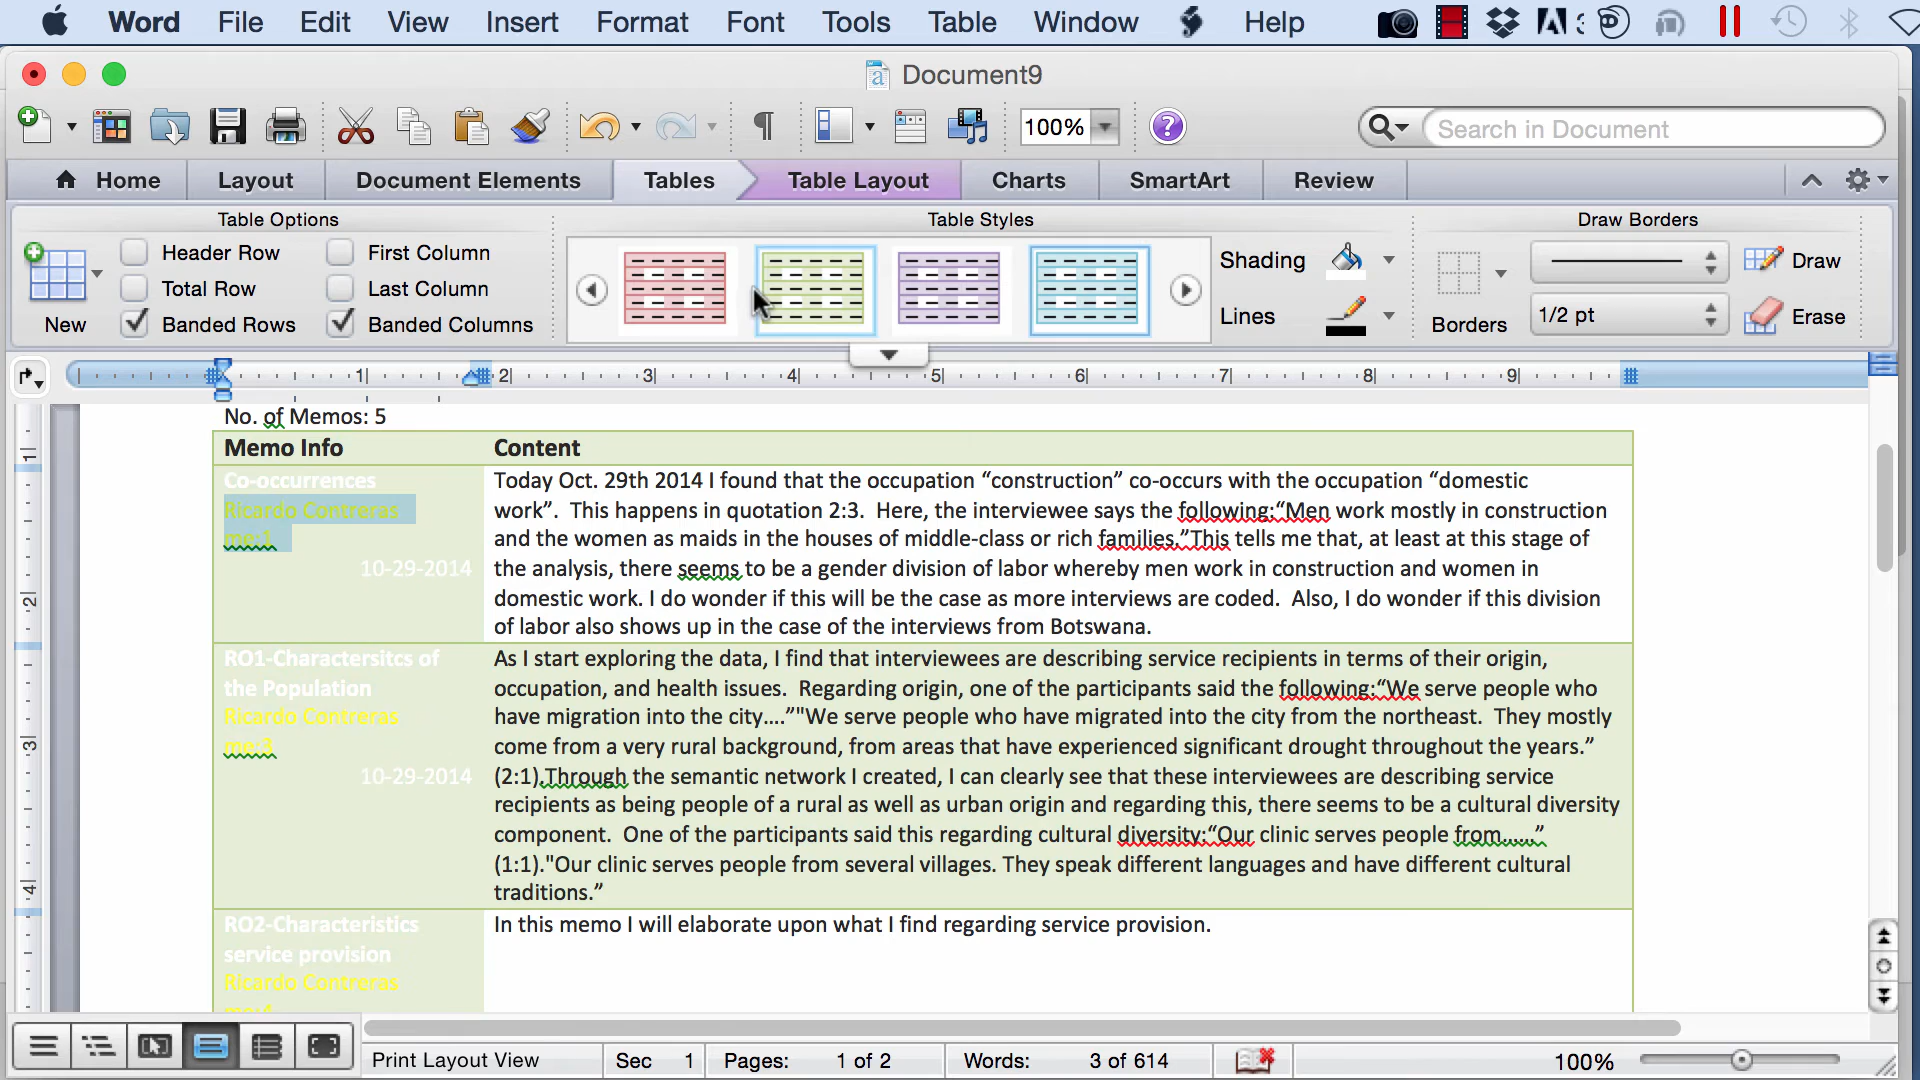 Word File Edit View Insert Format Font Tools Table Window Help 3
Document9
100% Search in Document
Home Layout Document Elements Tables Table Layout Charts SmartArt Review
Table Options Table Styles Draw Borders
Header Row First Column Shading Draw
Total Row Last Column
New Banded Rows Banded Columns Lines Borders 1/2 pt Erase
1 2 3 4 5 6 7 8 9
No. of Memos: 5
Memo Info Content
Co-occurrences
Ricardo Contreras
me:1
10-29-2014
Today Oct. 29th 2014 I found that the occupation “construction” co-occurs with the occupation “domestic
work”.  This happens in quotation 2:3.  Here, the interviewee says the following:“Men work mostly in construction
and the women as maids in the houses of middle-class or rich families.”This tells me that, at least at this stage of
the analysis, there seems to be a gender division of labor whereby men work in construction and women in
domestic work. I do wonder if this will be the case as more interviews are coded.  Also, I do wonder if this division
of labor also shows up in the case of the interviews from Botswana.
RO1-Charactersitcs of
the Population
Ricardo Contreras
me:3
10-29-2014
As I start exploring the data, I find that interviewees are describing service recipients in terms of their origin,
occupation, and health issues.  Regarding origin, one of the participants said the following:“We serve people who
have migration into the city....”"We serve people who have migrated into the city from the northeast.  They mostly
come from a very rural background, from areas that have experienced significant drought throughout the years.”
(2:1).Through the semantic network I created, I can clearly see that these interviewees are describing service
recipients as being people of a rural as well as urban origin and regarding this, there seems to be a cultural diversity
component.  One of the participants said this regarding cultural diversity:“Our clinic serves people from......”
(1:1)."Our clinic serves people from several villages. They speak different languages and have different cultural
traditions.”
RO2-Characteristics
service provision
Ricardo Contreras
In this memo I will elaborate upon what I find regarding service provision.
1
2
3
4
Print Layout View Sec 1 Pages: 1 of 2 Words: 3 of 614 100%